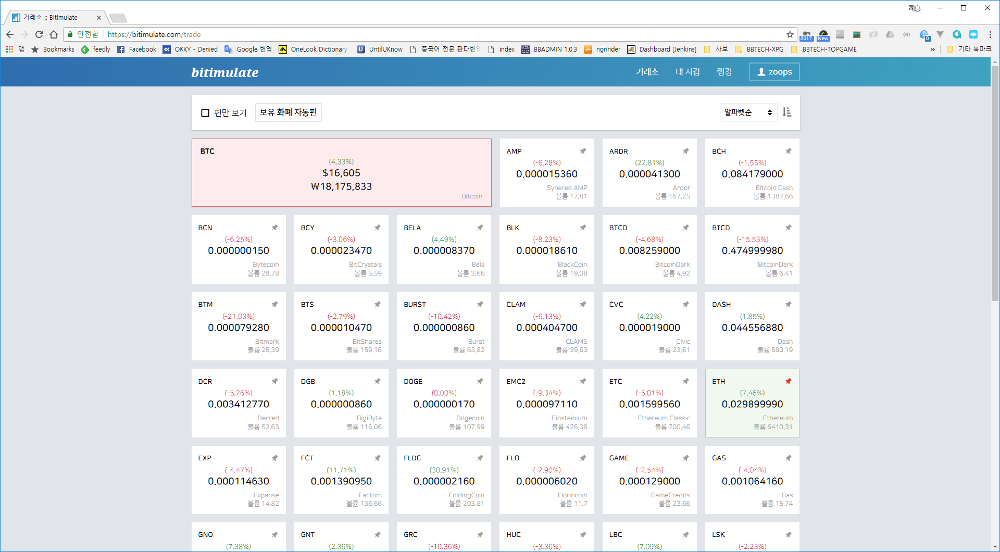 제흠
거래소 :: Bitimulate
안전함 https://bitimulate.com/trade
2017 New 0
앱 Bookmarks feedly Facebook OKKY - Denied Google 번역 OneLook Dictionary UntilUKnow 중국어 전문 판다번역 index BBADMIN 1.0.3 ngrinder Dashboard [Jenkins] 사보 BBTECH-XPG BBTECH-TOPGAME » 기타 북마크
bitimulate 거래소 내 지갑 랭킹 zoops
핀만 보기 보유 화폐 자동핀 알파벳순
BTC
(4.33%)
$16,605
₩18,175,833
Bitcoin
AMP
(-6.28%)
0.000015360
Synereo AMP
볼륨 17.81
ARDR
(22.81%)
0.000041300
Ardor
볼륨 167.25
BCH
(-1.55%)
0.084179000
Bitcoin Cash
볼륨 1387.66
BCN
(-6.25%)
0.000000150
Bytecoin
볼륨 28.78
BCY
(-3.06%)
0.000023470
BitCrystals
볼륨 5.59
BELA
(4.49%)
0.000008370
Bela
볼륨 3.66
BLK
(-8.23%)
0.000018610
BlackCoin
볼륨 19.08
BTCD
(-4.68%)
0.008259000
BitcoinDark
볼륨 4.92
BTCD
(-15.53%)
0.474999980
BitcoinDark
볼륨 6.41
BTM
(-21.03%)
0.000079280
Bitmark
볼륨 25.39
BTS
(-2.79%)
0.000010470
BitShares
볼륨 159.16
BURST
(-10.42%)
0.000000860
Burst
볼륨 63.82
CLAM
(-6.13%)
0.000404700
CLAMS
볼륨 39.63
CVC
(4.22%)
0.000019000
Civic
볼륨 23.61
DASH
(1.85%)
0.044556880
Dash
볼륨 580.19
DCR
(-5.26%)
0.003412770
Decred
볼륨 52.63
DGB
(1.18%)
0.000000860
DigiByte
볼륨 118.06
DOGE
(0.00%)
0.000000170
Dogecoin
볼륨 107.99
EMC2
(-9.34%)
0.000097110
Einsteinium
볼륨 426.38
ETC
(-5.01%)
0.001599560
Ethereum Classic
볼륨 700.46
ETH
(7.46%)
0.029899990
Ethereum
볼륨 6410.31
EXP
(-4.47%)
0.000114630
Expanse
볼륨 14.82
FCT
(11.71%)
0.001390950
Factom
볼륨 136.66
FLDC
(30.91%)
0.000002160
FoldingCoin
볼륨 203.81
FLO
(-2.90%)
0.000006020
Florincoin
볼륨 11.7
GAME
(-2.54%)
0.000129000
GameCredits
볼륨 23.66
GAS
(-4.04%)
0.001064160
Gas
볼륨 15.74
GNO
(7.38%)
GNT
(2.36%)
GRC
(-10.36%)
HUC
(-3.36%)
LBC
(7.09%)
LSK
(-2.23%)